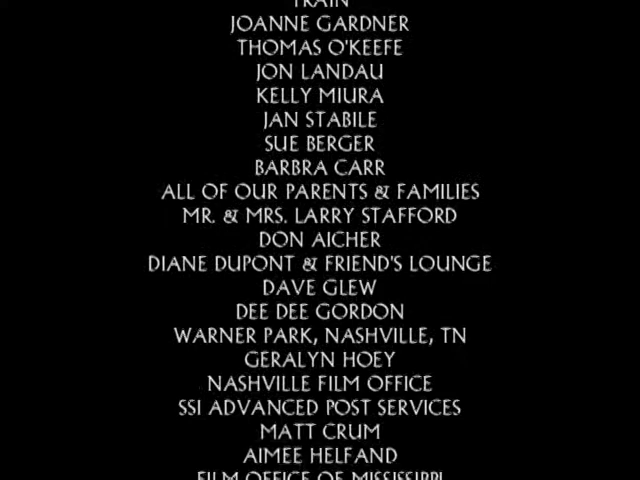 TRAIN
JOANNE GARDNER
THOMAS O'KEEFE
JON LANDAU
KELLY MIURA
JAN STABILE
SUE BERGER
BARBRA CARR
ALL OF OUR PARENTS & FAMILIES
MR. & MRS. LARRY STAFFORD
DON AICHER
DIANE DUPONT & FRIEND'S LOUNGE
DAVE GLEW
DEE DEE GORDON
WARNER PARK, NASHVILLE, TN
GERALYN HOEY
NASHVILLE FILM OFFICE
SSI ADVANCED POST SERVICES
MATT CRUM
AIMEE HELFAND
FILM OFFICE OF MISSISSIPPI